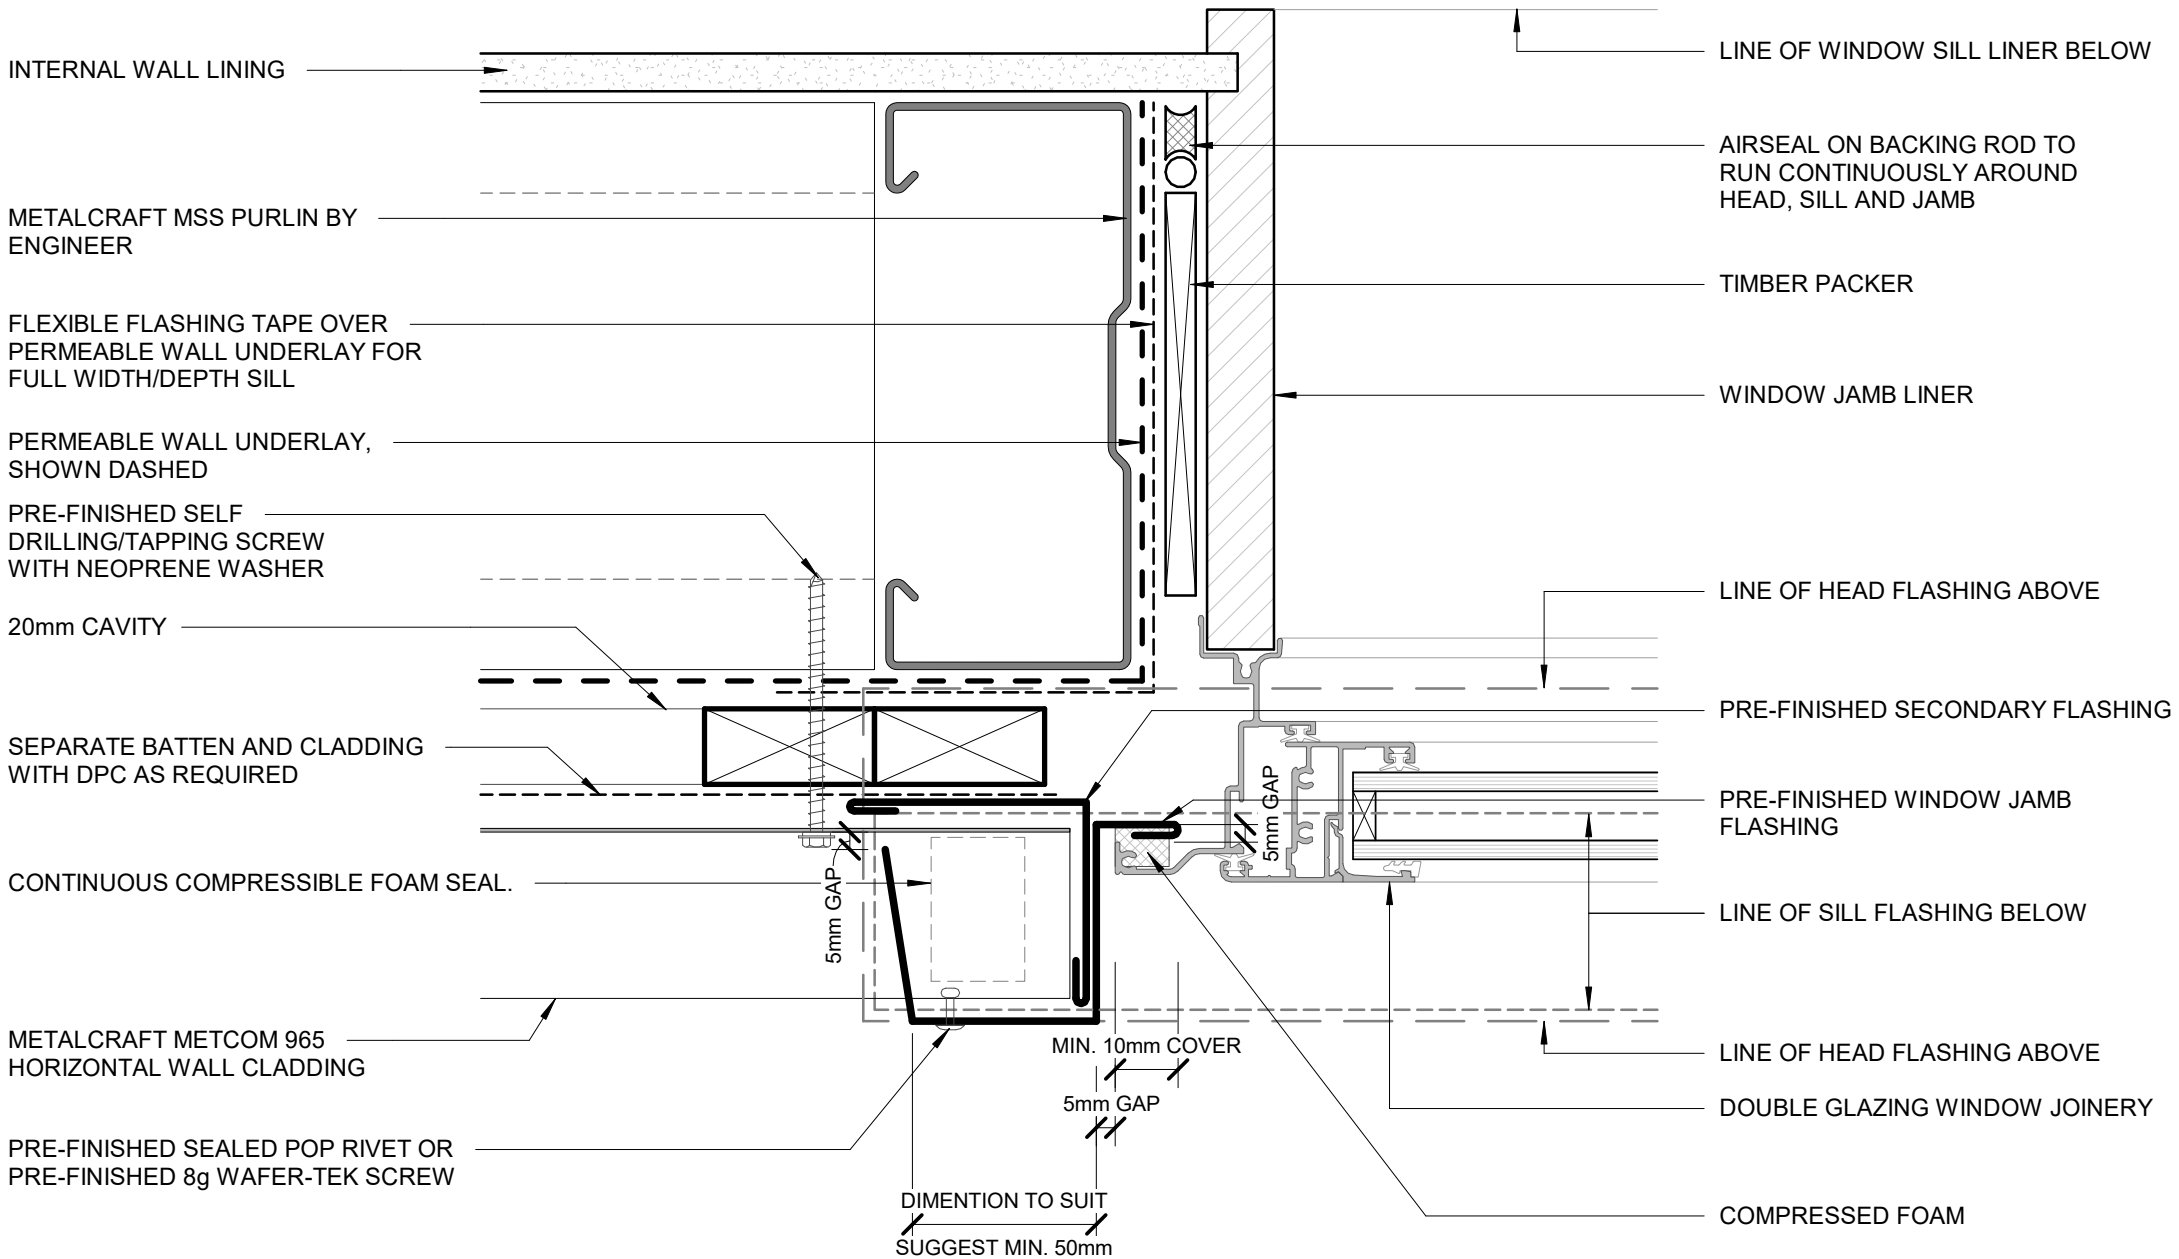 INTERNAL WALL LINING
METALCRAFT MSS PURLIN BY
ENGINEER
FLEXIBLE FLASHING TAPE OVER
PERMEABLE WALL UNDERLAY FOR
FULL WIDTH/DEPTH SILL
PERMEABLE WALL UNDERLAY,
SHOWN DASHED
PRE-FINISHED SELF
DRILLING/TAPPING SCREW
WITH NEOPRENE WASHER
20mm CAVITY
SEPARATE BATTEN AND CLADDING
WITH DPC AS REQUIRED
CONTINUOUS COMPRESSIBLE FOAM SEAL.
METALCRAFT METCOM 965
HORIZONTAL WALL CLADDING
PRE-FINISHED SEALED POP RIVET OR
PRE-FINISHED 8g WAFER-TEK SCREW
5mm GAP
5mm GAP
MIN. 10mm COVER
5mm GAP
DIMENTION TO SUIT
SUGGEST MIN. 50mm
LINE OF WINDOW SILL LINER BELOW
AIRSEAL ON BACKING ROD TO
RUN CONTINUOUSLY AROUND
HEAD, SILL AND JAMB
TIMBER PACKER
WINDOW JAMB LINER
LINE OF HEAD FLASHING ABOVE
PRE-FINISHED SECONDARY FLASHING
PRE-FINISHED WINDOW JAMB
FLASHING
LINE OF SILL FLASHING BELOW
LINE OF HEAD FLASHING ABOVE
DOUBLE GLAZING WINDOW JOINERY
COMPRESSED FOAM